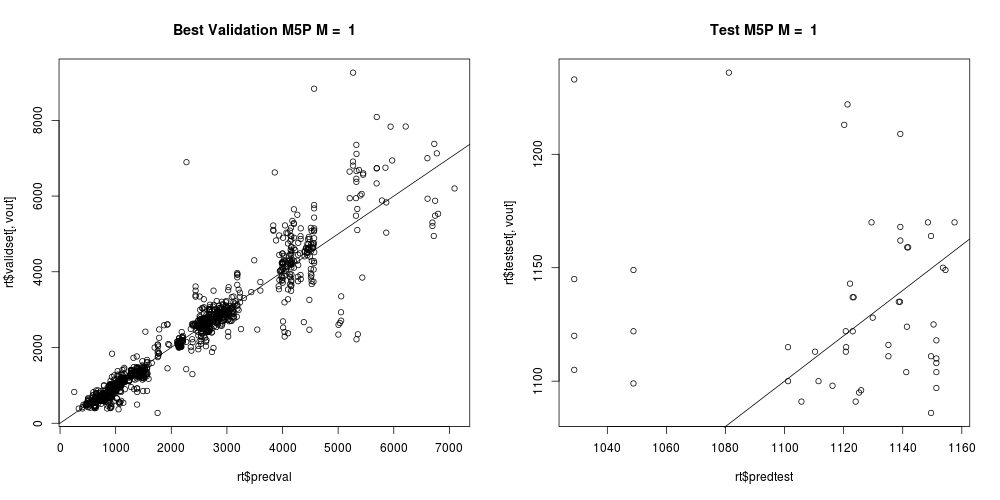 Best Validation M5P M =  1
rt$validset[, vout]
8000
6000
4000
2000
0
0 1000 2000 3000 4000 5000 6000 7000
rt$predval
Test M5P M =  1
rt$testset[, vout]
1200
1150
1100
1040 1060 1080 1100 1120 1140 1160
rt$predtest